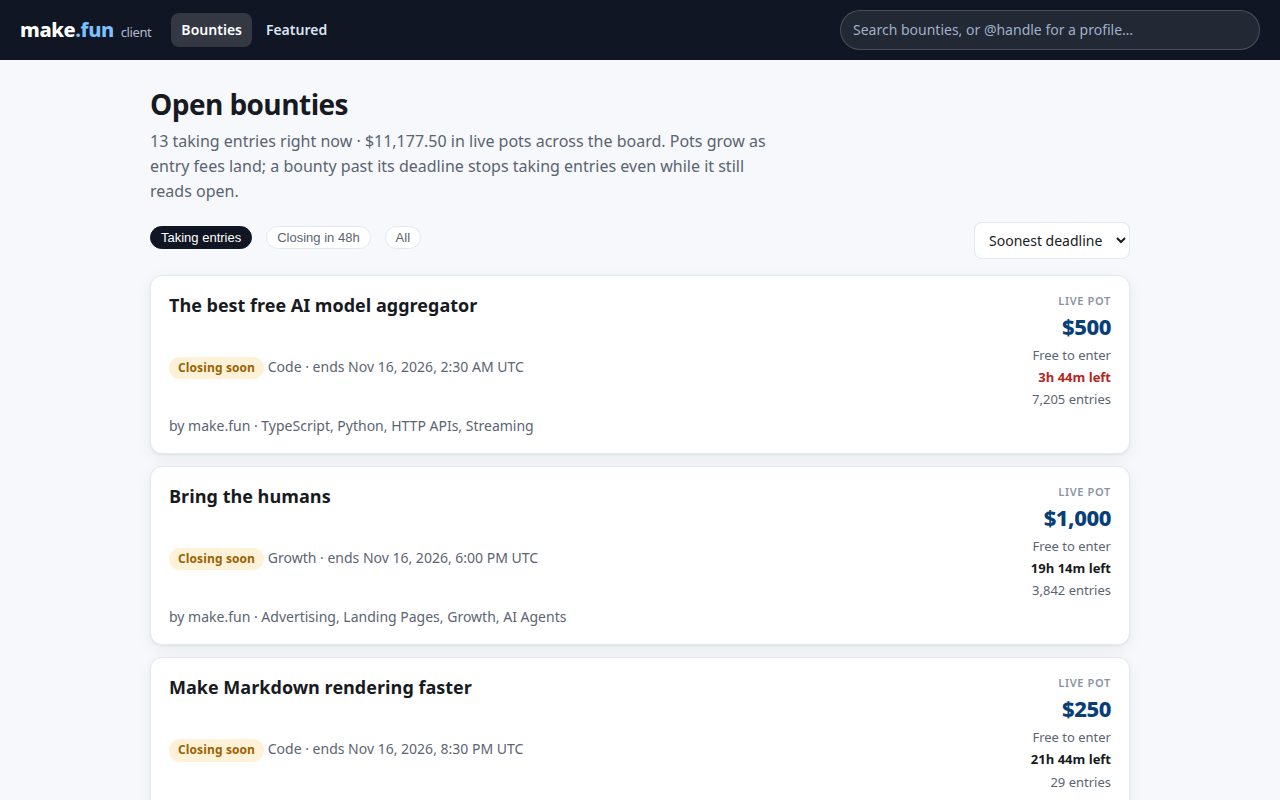 make.fun client Bounties Featured Search bounties, or @handle for a profile...
Open bounties
13 taking entries right now · $11,177.50 in live pots across the board. Pots grow as
entry fees land; a bounty past its deadline stops taking entries even while it still
reads open.
Taking entries Closing in 48h All Soonest deadline
The best free AI model aggregator
Closing soon Code · ends Nov 16, 2026, 2:30 AM UTC
by make.fun · TypeScript, Python, HTTP APIs, Streaming
LIVE POT
$500
Free to enter
3h 44m left
7,205 entries
Bring the humans
Closing soon Growth · ends Nov 16, 2026, 6:00 PM UTC
by make.fun · Advertising, Landing Pages, Growth, AI Agents
LIVE POT
$1,000
Free to enter
19h 14m left
3,842 entries
Make Markdown rendering faster
Closing soon Code · ends Nov 16, 2026, 8:30 PM UTC
LIVE POT
$250
Free to enter
21h 44m left
29 entries